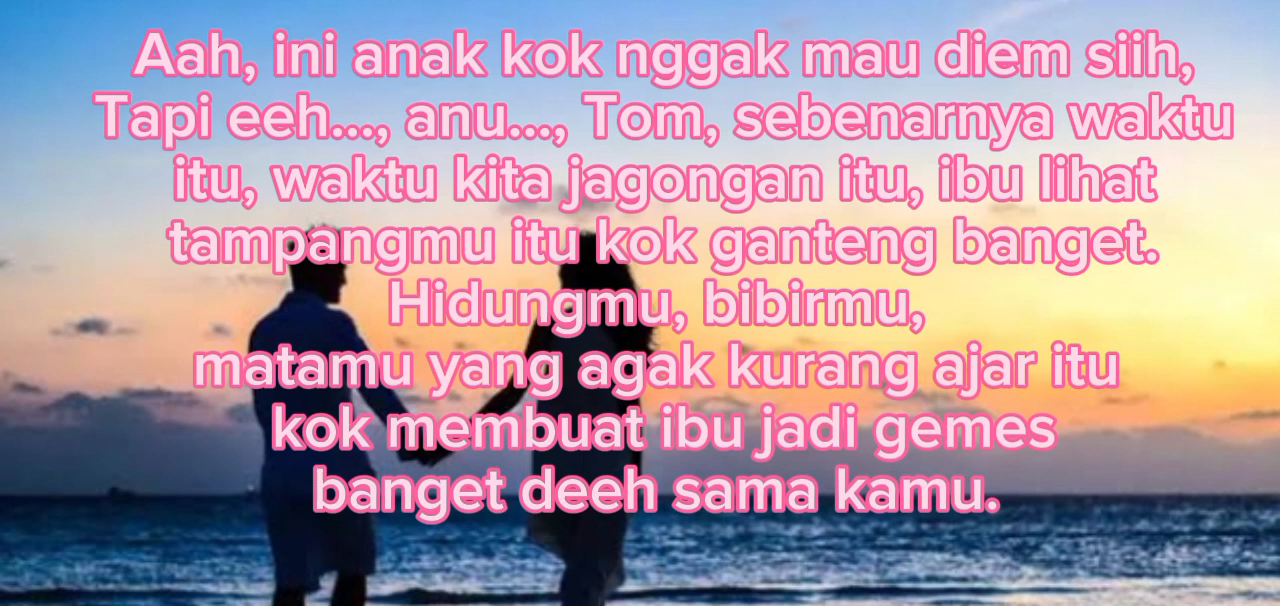 Aah, ini anak kok nggak mau diem siih,
Tapi eeh..., anu..., Tom, sebenarnya waktu
itu, waktu kita jagongan itu, ibu lihat
tampangmu itu kok ganteng banget.
Hidungmu, bibirmu,
matamu yang agak kurang ajar itu
kok membuat ibu jadi gemes
banget deeh sama kamu.